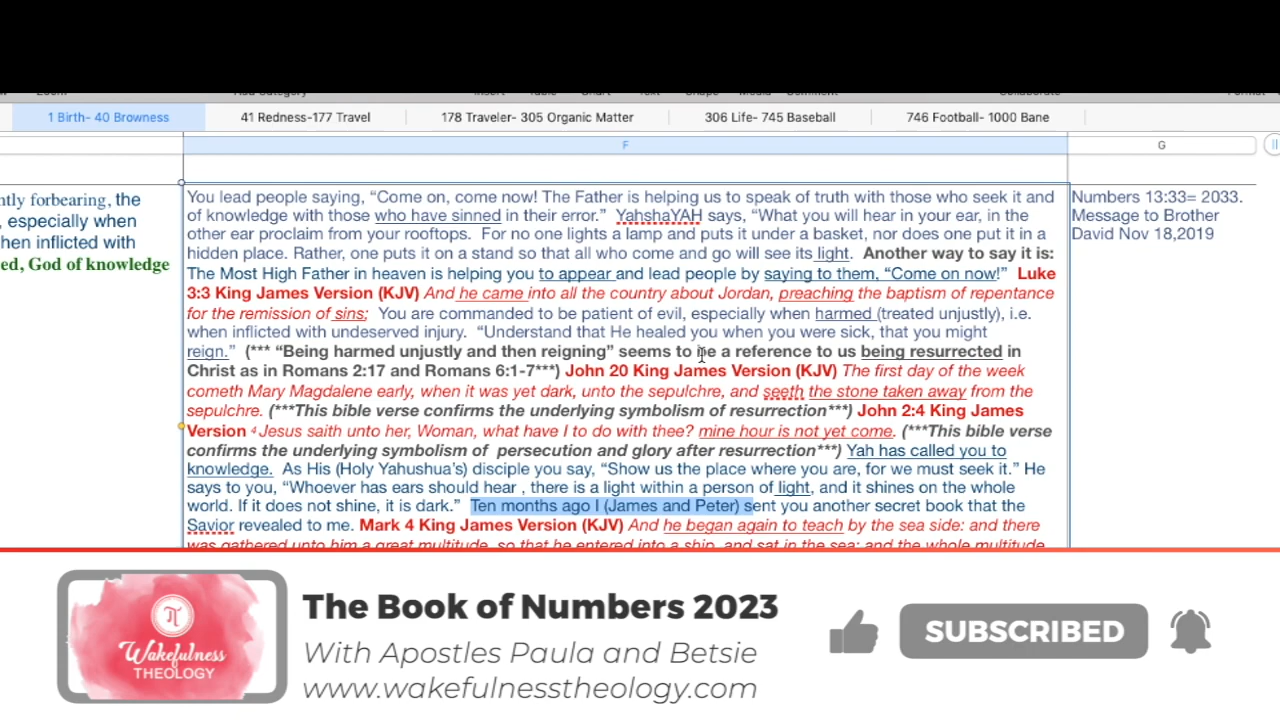 1 Birth- 40 Browness
41 Redness-177 Travel
178 Traveler- 305 Organic Matter
306 Life- 745 Baseball
746 Football- 1000 Bane
F
G
ntly forbearing, the
, especially when
hen inflicted with
ed, God of knowledge
You lead people saying, “Come on, come now! The Father is helping us to speak of truth with those who seek it and
of knowledge with those who have sinned in their error.”  YahshaYAH says, “What you will hear in your ear, in the
other ear proclaim from your rooftops.  For no one lights a lamp and puts it under a basket, nor does one put it in a
hidden place. Rather, one puts it on a stand so that all who come and go will see its light.  Another way to say it is:
The Most High Father in heaven is helping you to appear and lead people by saying to them, “Come on now!”  Luke
3:3 King James Version (KJV) And he came into all the country about Jordan, preaching the baptism of repentance
for the remission of sins;  You are commanded to be patient of evil, especially when harmed (treated unjustly), i.e.
when inflicted with undeserved injury.  “Understand that He healed you when you were sick, that you might
reign.”  (*** “Being harmed unjustly and then reigning” seems to be a reference to us being resurrected in
Christ as in Romans 2:17 and Romans 6:1-7***) John 20 King James Version (KJV) The first day of the week
cometh Mary Magdalene early, when it was yet dark, unto the sepulchre, and seeth the stone taken away from the
sepulchre. (***This bible verse confirms the underlying symbolism of resurrection***) John 2:4 King James
Version 4 Jesus saith unto her, Woman, what have I to do with thee? mine hour is not yet come. (***This bible verse
confirms the underlying symbolism of  persecution and glory after resurrection***) Yah has called you to
knowledge.  As His (Holy Yahushua’s) disciple you say, “Show us the place where you are, for we must seek it.” He
says to you, “Whoever has ears should hear , there is a light within a person of light, and it shines on the whole
world. If it does not shine, it is dark.”  Ten months ago I (James and Peter) sent you another secret book that the
Savior revealed to me. Mark 4 King James Version (KJV) And he began again to teach by the sea side: and there
was gathered unto him a great multitude, so that he entered into a ship, and sat in the sea; and the whole multitude
Numbers 13:33= 2033.
Message to Brother
David Nov 18,2019
Wakefulness
THEOLOGY
The Book of Numbers 2023
With Apostles Paula and Betsie
www.wakefulnesstheology.com
SUBSCRIBED